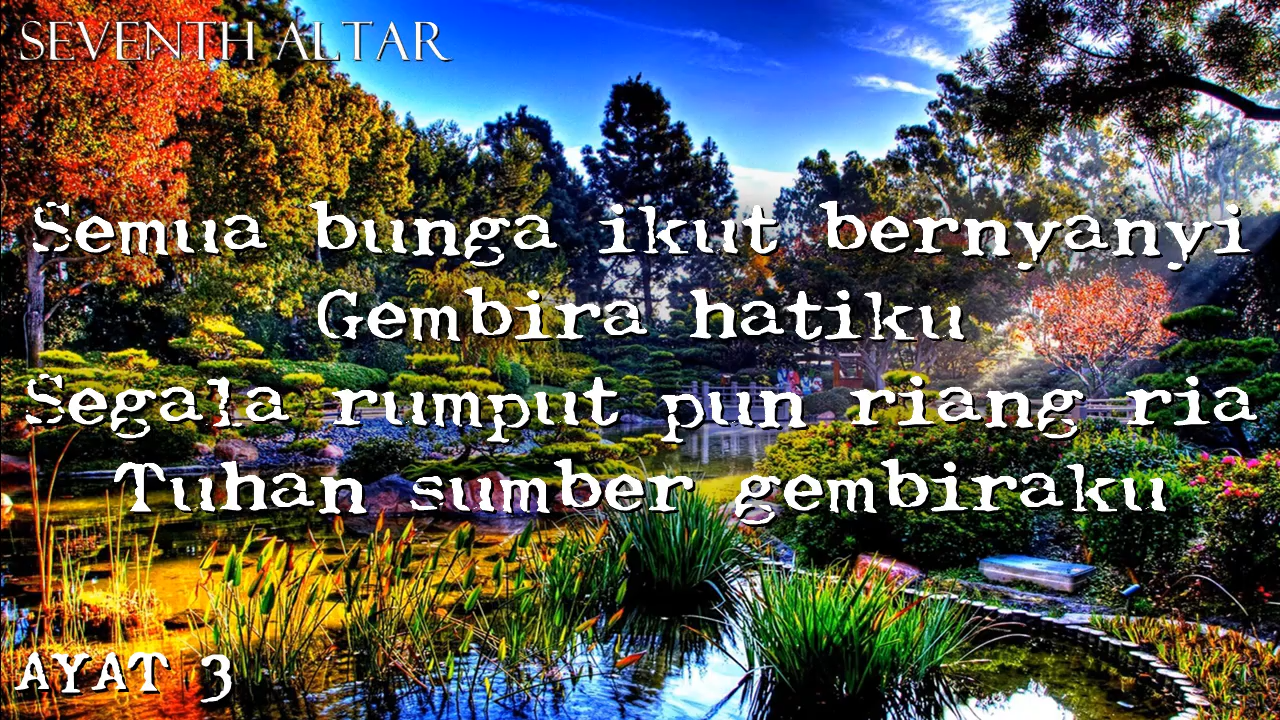 SEVENTH ALTAR
Semua bunga ikut bernyanyi
Gembira hatiku
Segala rumput pun riang ria
Tuhan sumber gembiraku
AYAT 3